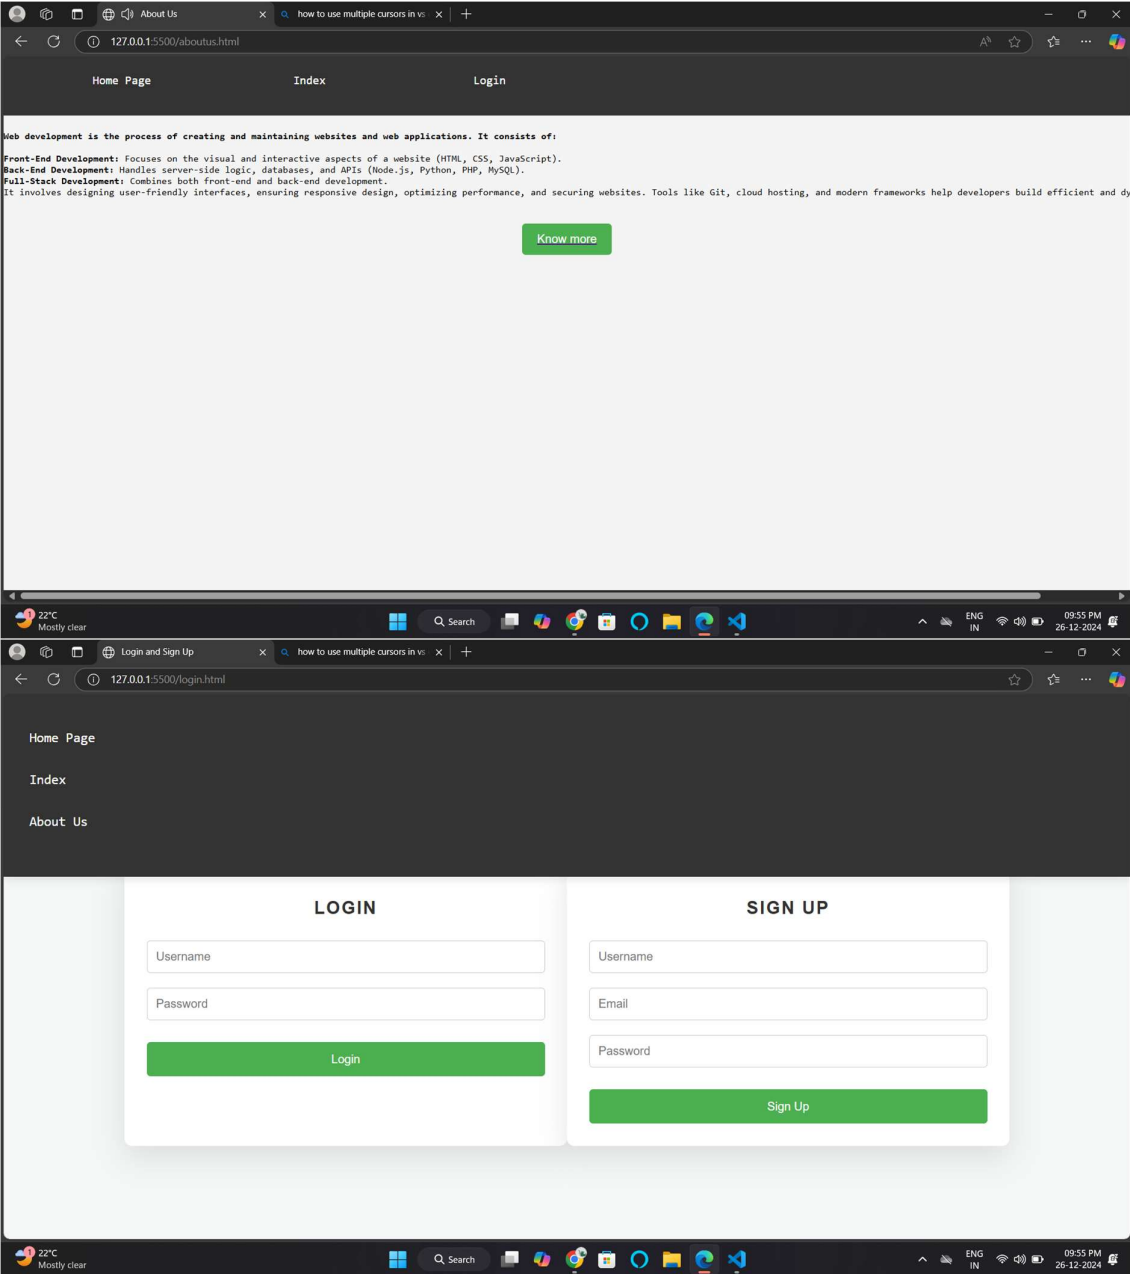 About Us
how to use multiple cursors in vs
127.0.0.1:5500/aboutus.html
Home Page Index Login
Web development is the process of creating and maintaining websites and web applications. It consists of:
Front-End Development: Focuses on the visual and interactive aspects of a website (HTML, CSS, JavaScript).
Back-End Development: Handles server-side logic, databases, and APIs (Node.js, Python, PHP, MySQL).
Full-Stack Development: Combines both front-end and back-end development.
It involves designing user-friendly interfaces, ensuring responsive design, optimizing performance, and securing websites. Tools like Git, cloud hosting, and modern frameworks help developers build efficient and dy
Know more
1
22°C
Mostly clear
Search
ENG
IN
09:55 PM
26-12-2024
Login and Sign Up
how to use multiple cursors in vs
127.0.0.1:5500/login.html
Home Page
Index
About Us
LOGIN
Username
Password
Login
SIGN UP
Username
Email
Password
Sign Up
1
22°C
Mostly clear
Search
ENG
IN
09:55 PM
26-12-2024